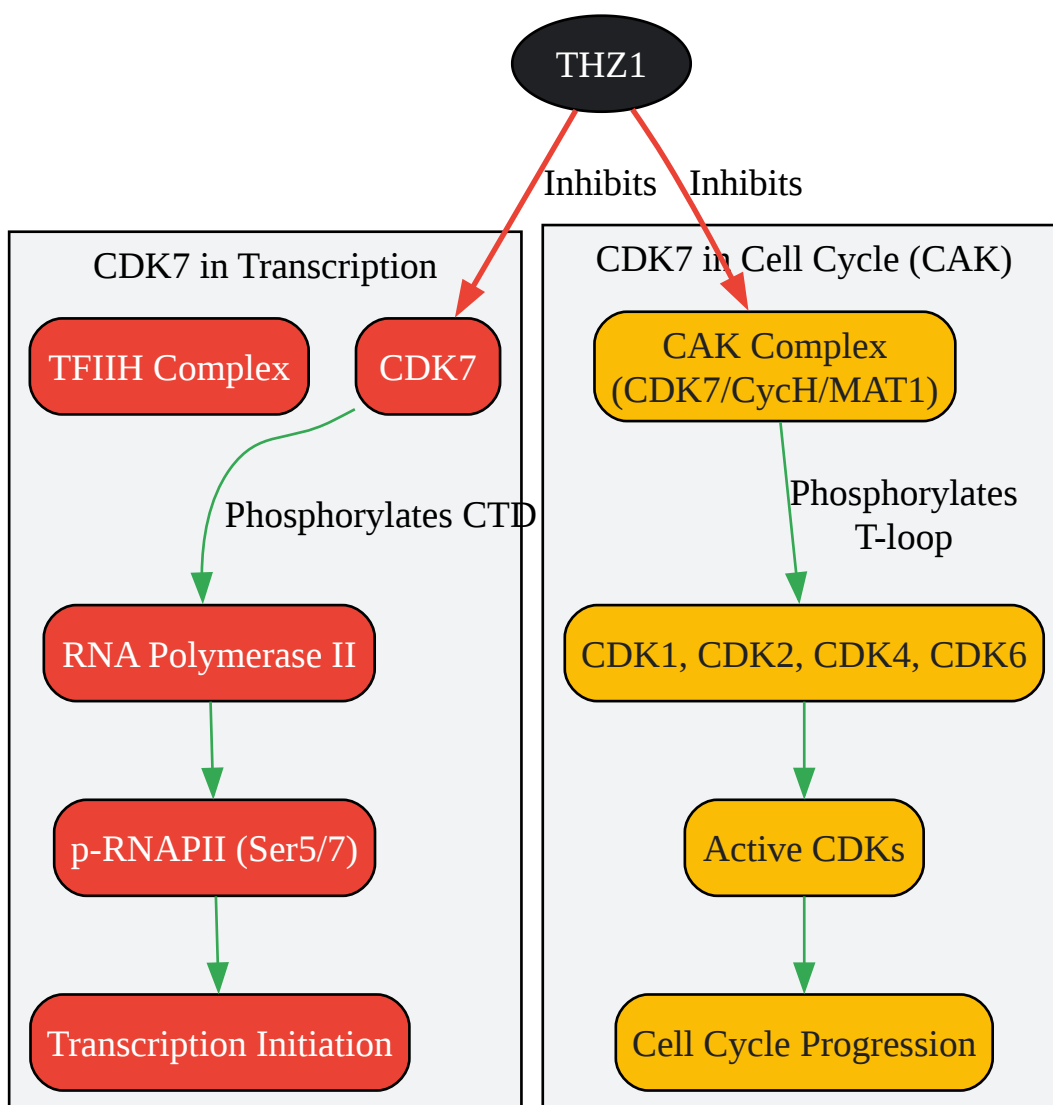 THZ1
Inhibits
Inhibits
CDK7 in Transcription
TFIIH Complex
CDK7
Phosphorylates CTD
RNA Polymerase II
p-RNAPII (Ser5/7)
Transcription Initiation
CDK7 in Cell Cycle (CAK)
CAK Complex
(CDK7/CycH/MAT1)
Phosphorylates
T-loop
CDK1, CDK2, CDK4, CDK6
Active CDKs
Cell Cycle Progression